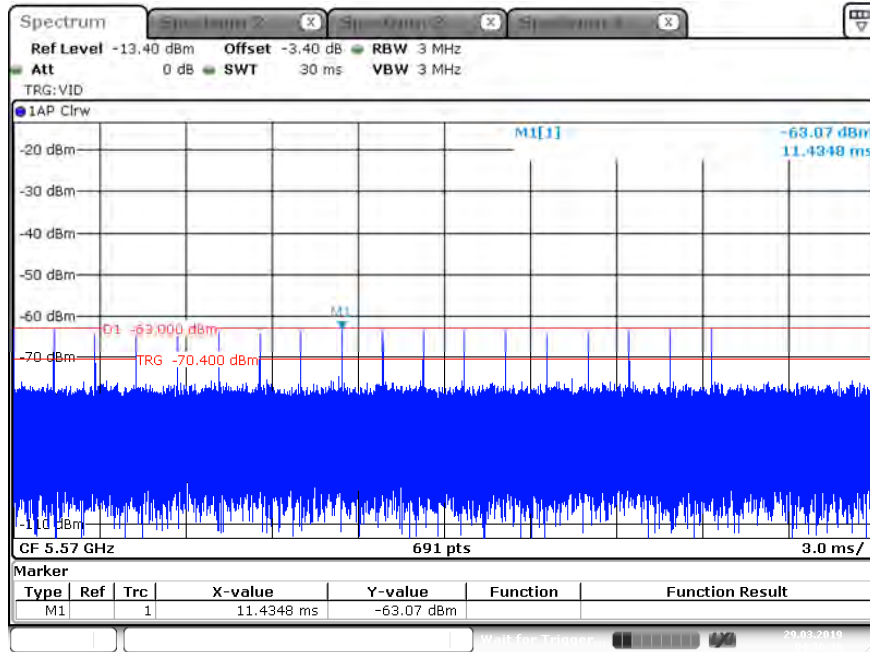 Spectrum
Ref Level -13.40 dBm Offset -3.40 dB RBW 3 MHz
Att 0 dB SWT 30 ms VBW 3 MHz
TRG:VID
1AP Clrw
M1[1] -63.07 dBm
11.4348 ms
-20 dBm
-30 dBm
-40 dBm
-50 dBm
-60 dBm
M1
D1 -63.000 dBm
-70 dBm
TRG -70.400 dBm
-110 dBm
CF 5.57 GHz 691 pts 3.0 ms/
Marker
Type Ref Trc X-value Y-value Function Function Result
M1 1 11.4348 ms -63.07 dBm
Wait for Trigger...
29.03.2019